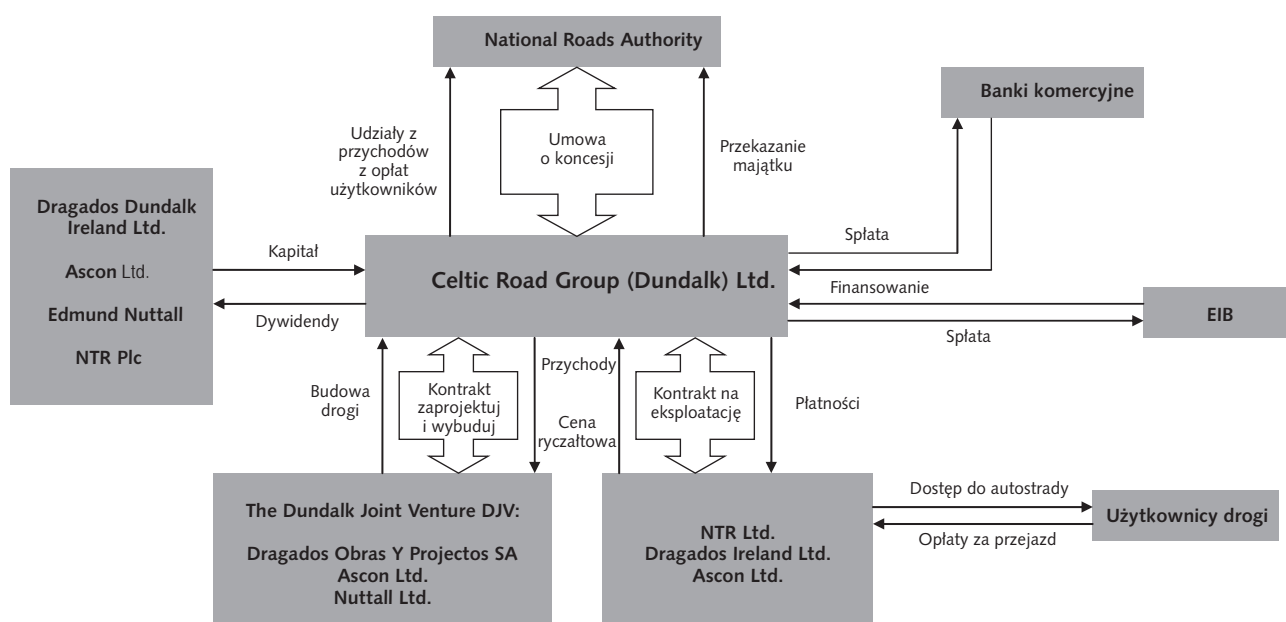 National Roads Authority
Banki komercyjne
Udziały z
przychodów
z opłat
użytkowników
Umowa
o koncesji
Przekazanie
majątku
Dragados Dundalk
Ireland Ltd.
Ascon Ltd.
Edmund Nuttall
NTR Plc
Kapitał
Dywidendy
Celtic Road Group (Dundalk) Ltd.
Spłata
Finansowanie
Spłata
EIB
Budowa
drogi
Kontrakt
zaprojektuj
i wybuduj
Przychody
Cena
ryczałtowa
Kontrakt na
eksploatację
Płatności
The Dundalk Joint Venture DJV:
Dragados Obras Y Projectos SA
Ascon Ltd.
Nuttall Ltd.
NTR Ltd.
Dragados Ireland Ltd.
Ascon Ltd.
Dostęp do autostrady
Opłaty za przejazd
Użytkownicy drogi